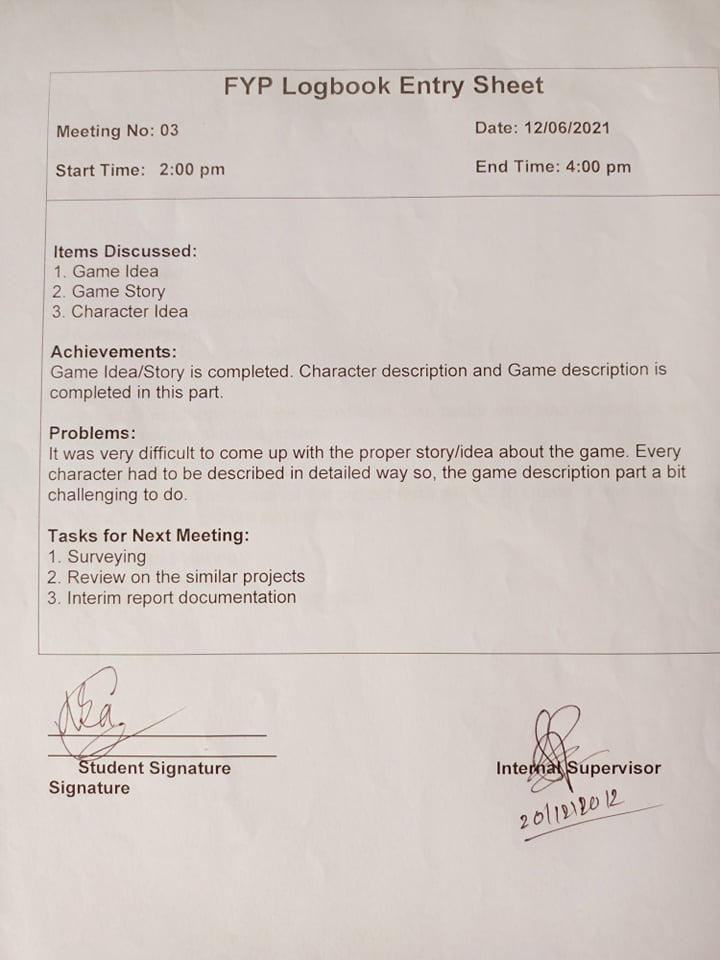 FYP Logbook Entry Sheet
Meeting No: 03 Date: 12/06/2021
Start Time: 2:00 pm End Time: 4:00 pm
Items Discussed:
1. Game Idea
2. Game Story
3. Character Idea
Achievements:
Game Idea/Story is completed. Character description and Game description is
completed in this part.
Problems:
It was very difficult to come up with the proper story/idea about the game. Every
character had to be described in detailed way so, the game description part a bit
challenging to do.
Tasks for Next Meeting:
1. Surveying
2. Review on the similar projects
3. Interim report documentation
Student Signature Internal Supervisor
Signature
20/12/2012